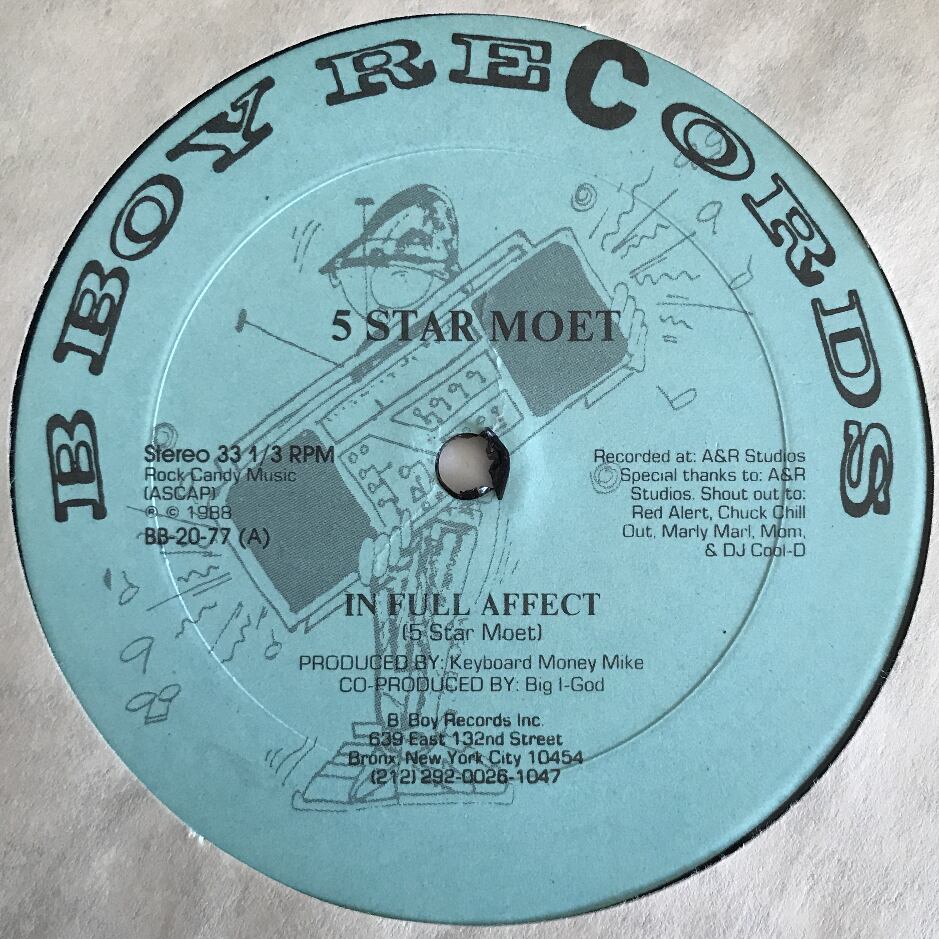 B BOY RECORDS
5 STAR MOET
Stereo 33 1/3 RPM
Rock Candy Music
(ASCAP)
℗ © 1988
BB-20-77 (A)
Recorded at: A&R Studios
Special thanks to: A&R
Studios. Shout out to:
Red Alert, Chuck Chill
Out, Marly Marl, Mom,
& DJ Cool-D
IN FULL AFFECT
(5 Star Moet)
PRODUCED BY: Keyboard Money Mike
CO-PRODUCED BY: Big I-God
B Boy Records Inc.
639 East 132nd Street
Bronx, New York City 10454
(212) 292-0026-1047